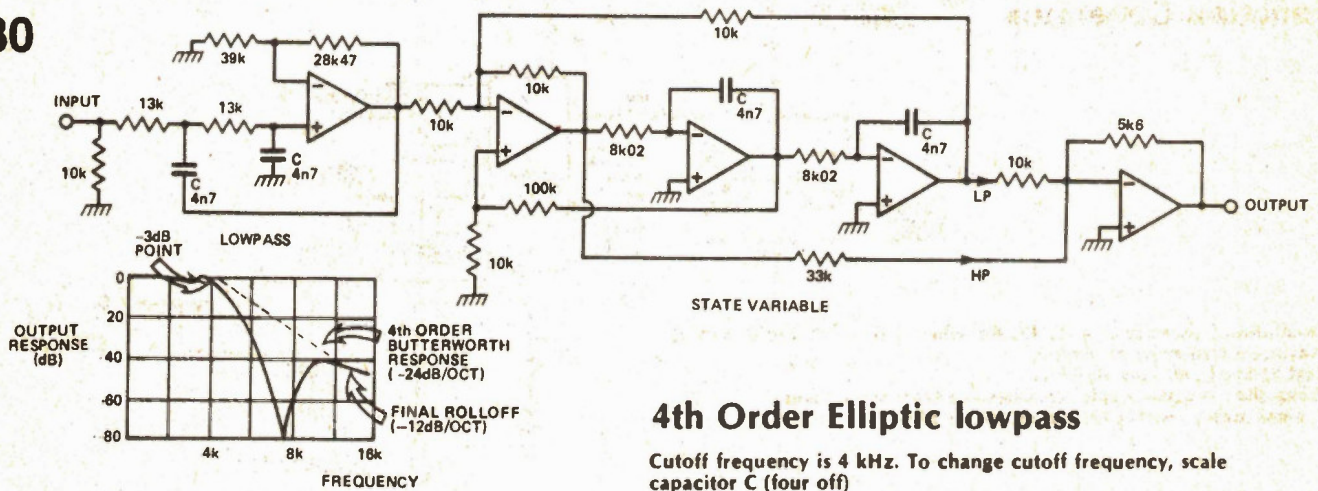 30
10k
39k
28k47
10k
C
4n7
C
4n7
INPUT
13k
13k
10k
8k02
8k02
5k6
C
4n7
C
4n7
10k
10k
100k
LP
OUTPUT
10k
33k
HP
STATE VARIABLE
LOWPASS
-3dB
POINT
0
20
40
60
80
OUTPUT
RESPONSE
(dB)
4k
8k
16k
FREQUENCY
4TH ORDER
BUTTERWORTH
RESPONSE
(-24dB/OCT)
FINAL ROLLOFF
(-12dB/OCT)
4th Order Elliptic lowpass
Cutoff frequency is 4 kHz. To change cutoff frequency, scale
capacitor C (four off)